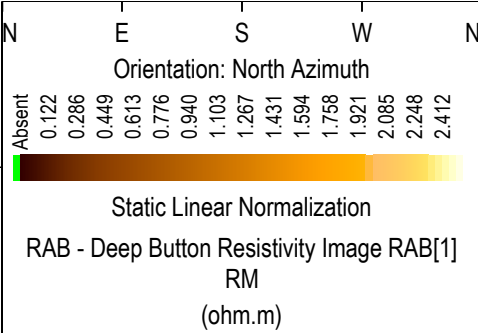 N E S W N
Orientation: North Azimuth
Absent 0.122 0.286 0.449 0.613 0.776 0.940 1.103 1.267 1.431 1.594 1.758 1.921 2.085 2.248 2.412
Static Linear Normalization
RAB - Deep Button Resistivity Image RAB[1]
RM
(ohm.m)